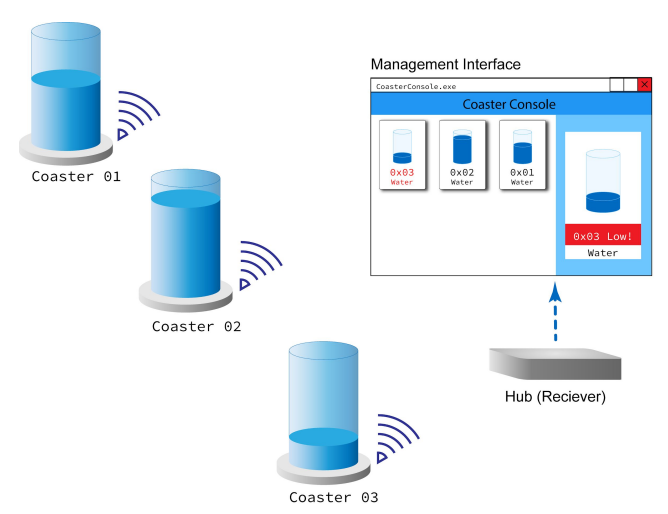 Management Interface
CoasterConsole.exe
X
Coaster Console
0x03
Water
0x02
Water
0x01
Water
0x03 Low!
Water
Coaster 01
Coaster 02
Hub (Reciever)
Coaster 03